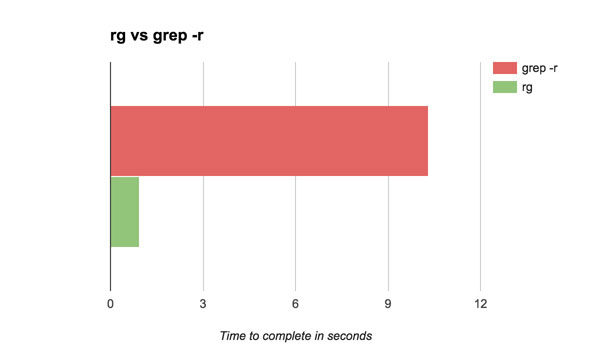 rg vs grep -r
grep -r
rg
0 3 6 9 12
Time to complete in seconds